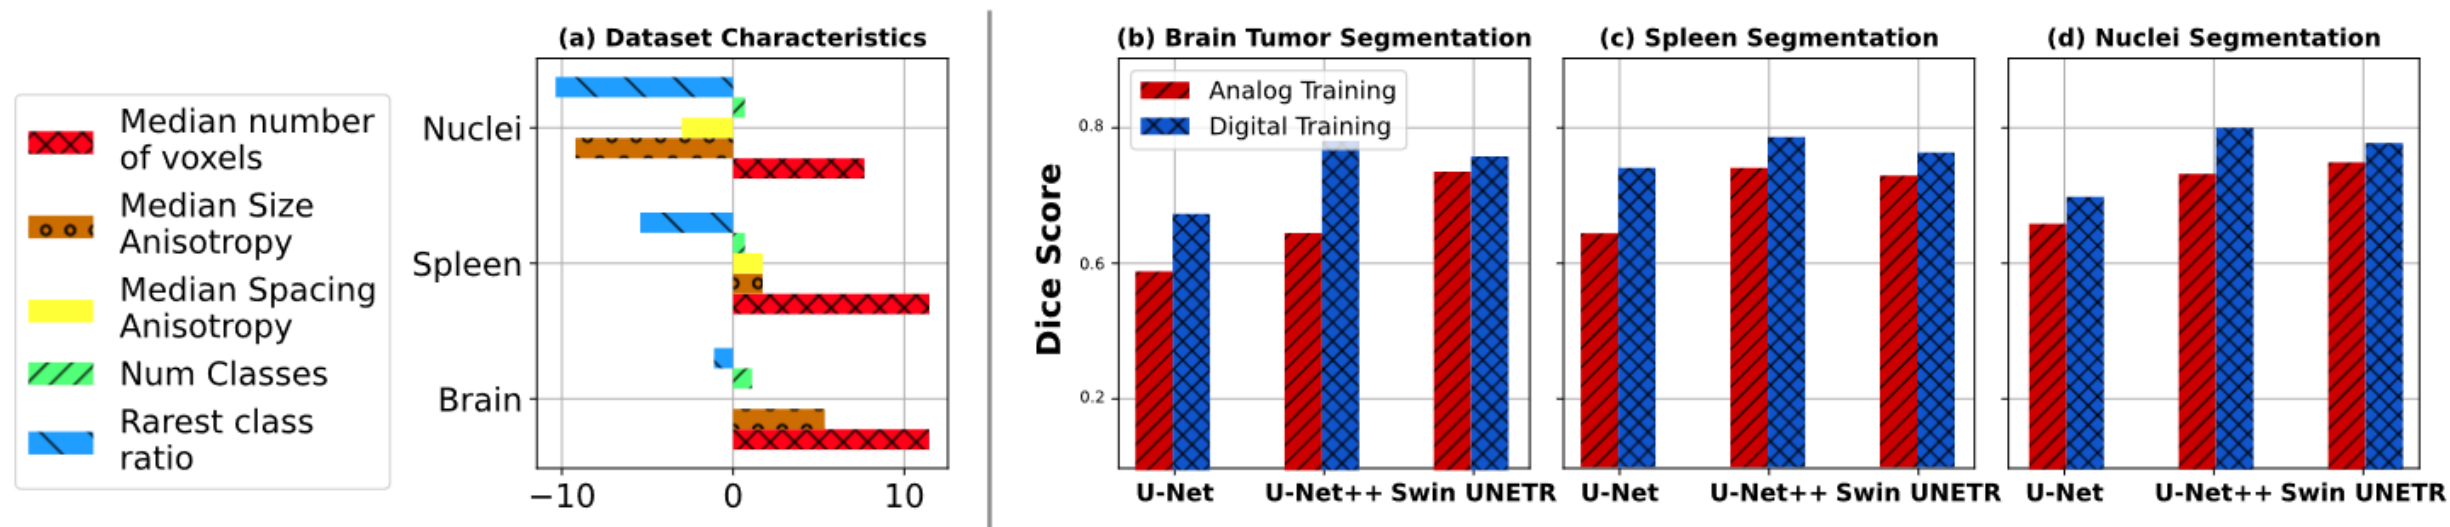 Median number
of voxels
Median Size
Anisotropy
Median Spacing
Anisotropy
Num Classes
Rarest class
ratio
(a) Dataset Characteristics
Nuclei
Spleen
Brain
−10 0 10
(b) Brain Tumor Segmentation
Analog Training
Digital Training
Dice Score
0.8
0.6
0.2
U-Net U-Net++ Swin UNETR
(c) Spleen Segmentation
U-Net U-Net++ Swin UNETR
(d) Nuclei Segmentation
U-Net U-Net++ Swin UNETR